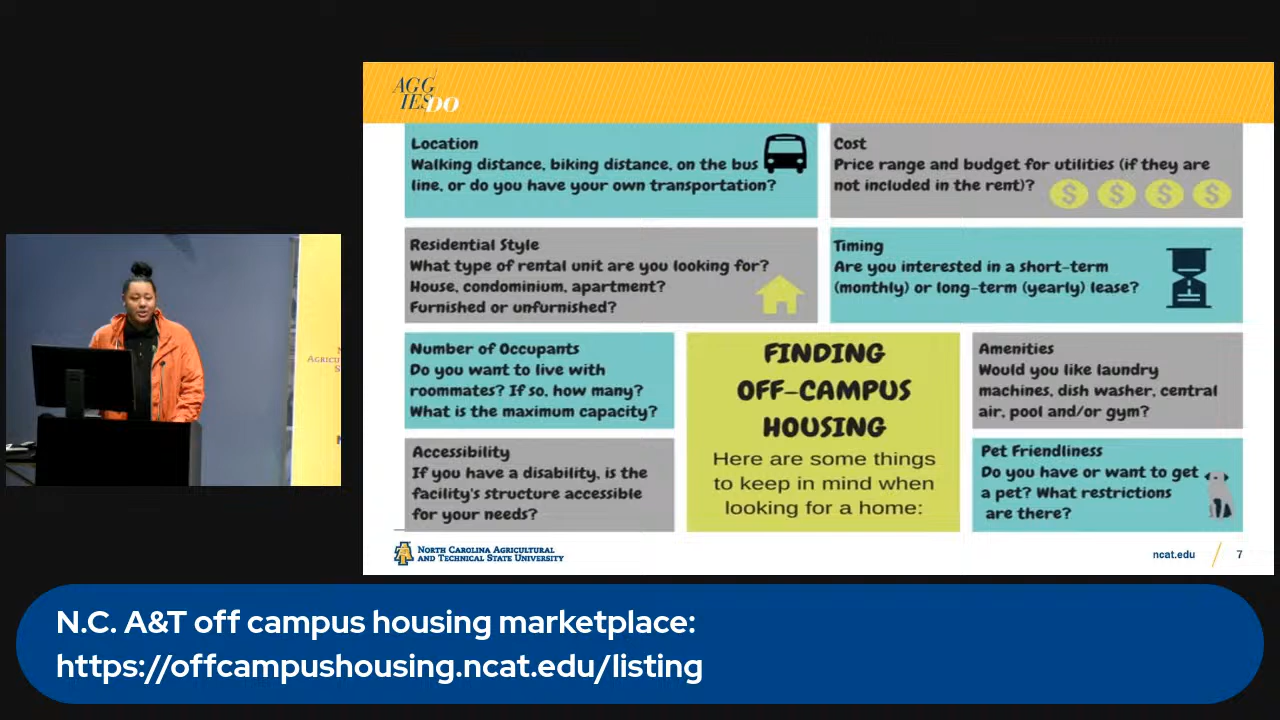 AGG
IESDO
Location
Walking distance, biking distance, on the bus
line, or do you have your own transportation?
Cost
Price range and budget for utilities (if they are
not included in the rent)?
$ $ $ $
Residential Style
What type of rental unit are you looking for?
House, condominium, apartment?
Furnished or unfurnished?
Timing
Are you interested in a short-term
(monthly) or long-term (yearly) lease?
Number of Occupants
Do you want to live with
roommates? If so, how many?
What is the maximum capacity?
FINDING
OFF-CAMPUS
HOUSING
Here are some things
to keep in mind when
looking for a home:
Amenities
Would you like laundry
machines, dish washer, central
air, pool and/or gym?
Accessibility
If you have a disability, is the
facility's structure accessible
for your needs?
Pet Friendliness
Do you have or want to get
a pet? What restrictions
are there?
NORTH CAROLINA AGRICULTURAL
AND TECHNICAL STATE UNIVERSITY
ncat.edu
7
N.C. A&T off campus housing marketplace:
https://offcampushousing.ncat.edu/listing